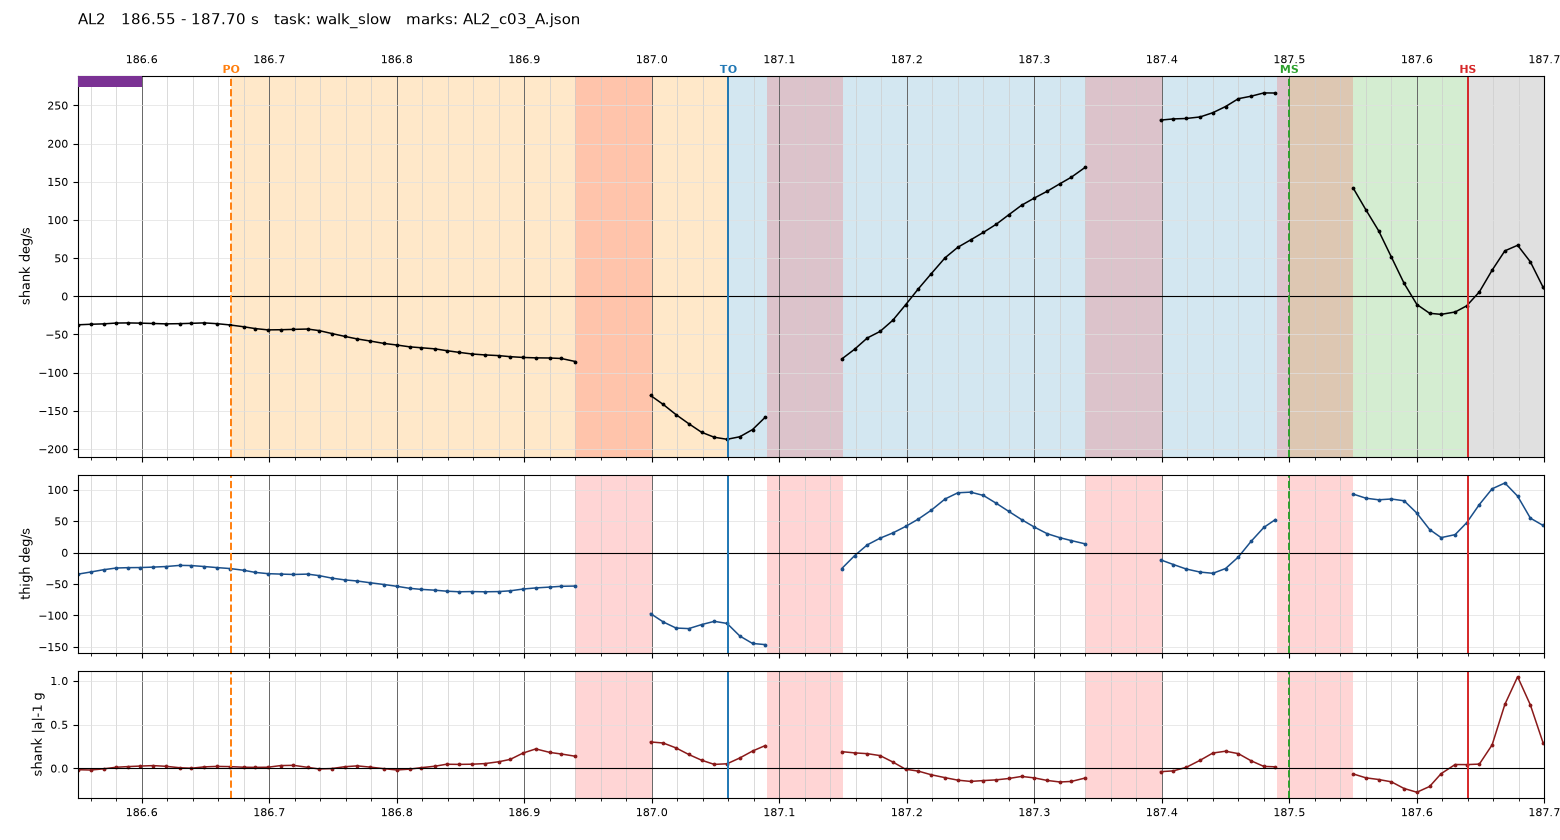 AL2   186.55 - 187.70 s   task: walk_slow   marks: AL2_c03_A.json
186.6 186.7 186.8 186.9 187.0 187.1 187.2 187.3 187.4 187.5 187.6 187.7
PO TO MS HS
shank deg/s
250
200
150
100
50
0
−50
−100
−150
−200
thigh deg/s
100
50
0
−50
−100
−150
shank |a|-1 g
1.0
0.5
0.0
186.6 186.7 186.8 186.9 187.0 187.1 187.2 187.3 187.4 187.5 187.6 187.7